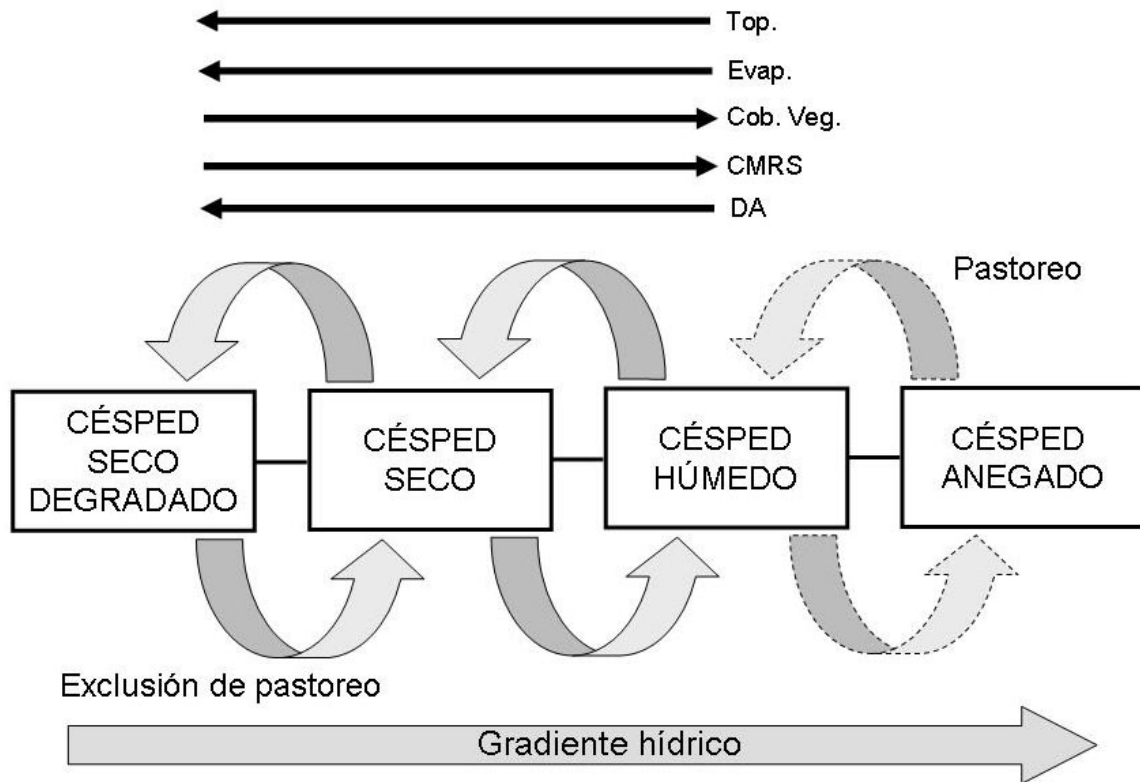 Top.
Evap.
Cob. Veg.
CMRS
DA
Pastoreo
CÉSPED
SECO
DEGRADADO
CÉSPED
SECO
CÉSPED
HÚMEDO
CÉSPED
ANEGADO
Exclusión de pastoreo
Gradiente hídrico